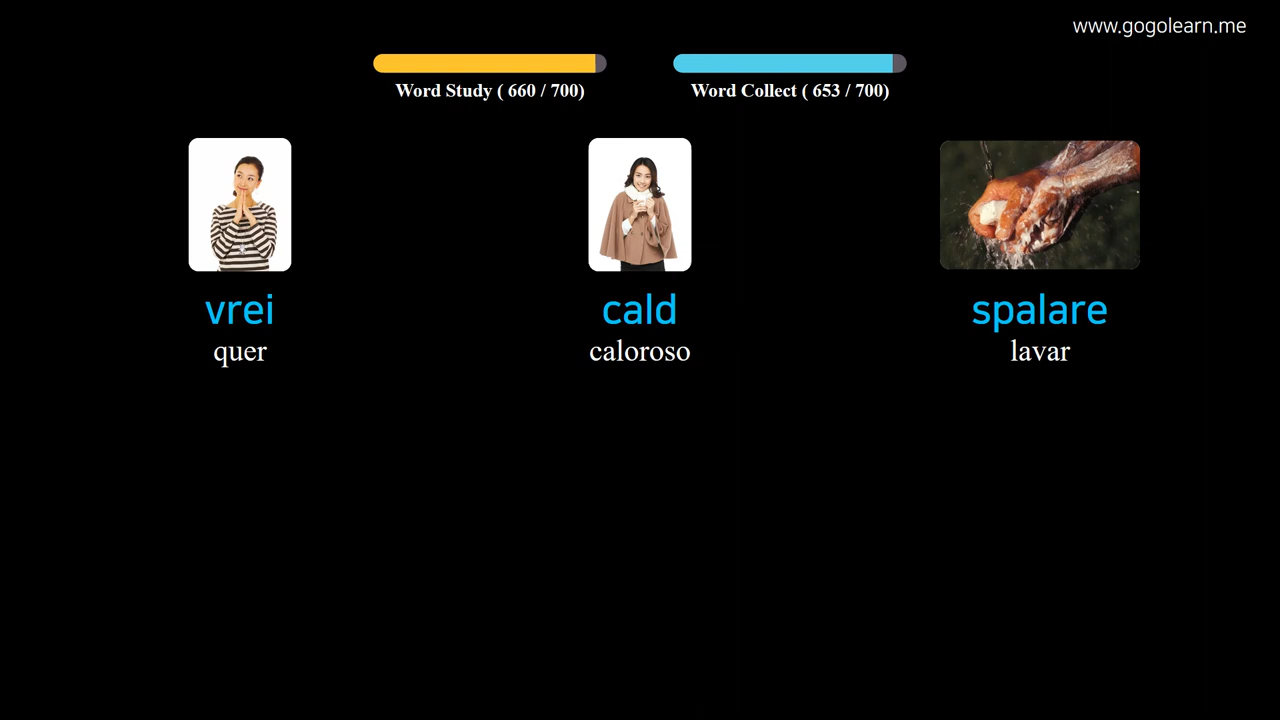 www.gogolearn.me
Word Study ( 660 / 700)
Word Collect ( 653 / 700)
vrei
cald
spalare
quer
caloroso
lavar